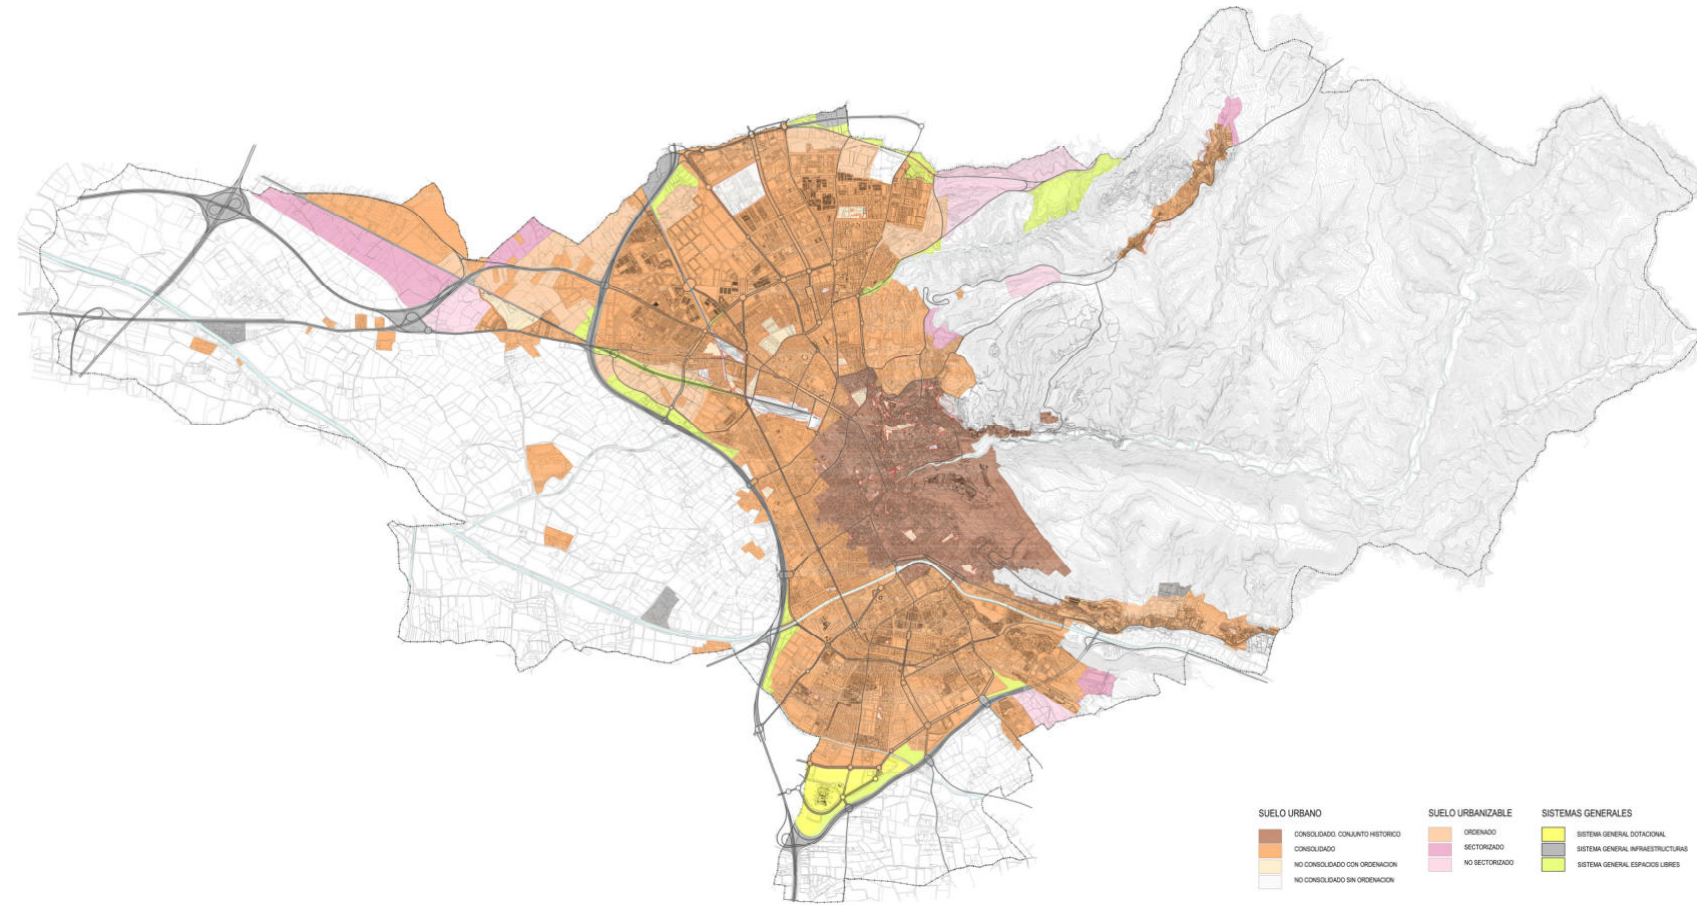 SUELO URBANO
CONSOLIDADO. CONJUNTO HISTORICO
CONSOLIDADO
NO CONSOLIDADO CON ORDENACION
NO CONSOLIDADO SIN ORDENACION
SUELO URBANIZABLE
ORDENADO
SECTORIZADO
NO SECTORIZADO
SISTEMAS GENERALES
SISTEMA GENERAL DOTACIONAL
SISTEMA GENERAL INFRAESTRUCTURAS
SISTEMA GENERAL ESPACIOS LIBRES